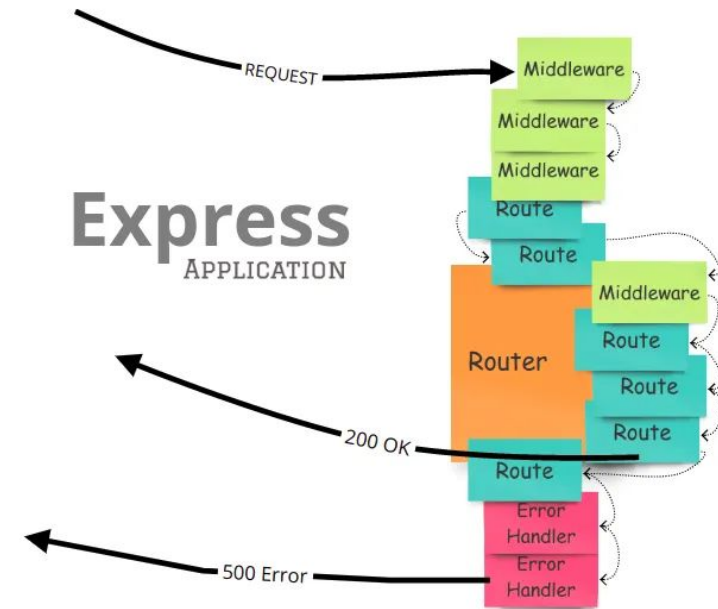 REQUEST
Middleware
Middleware
Middleware
Route
Route
Express
APPLICATION
Middleware
Route
Router
Route
Route
200 OK
Route
Error
Handler
Error
Handler
500 Error